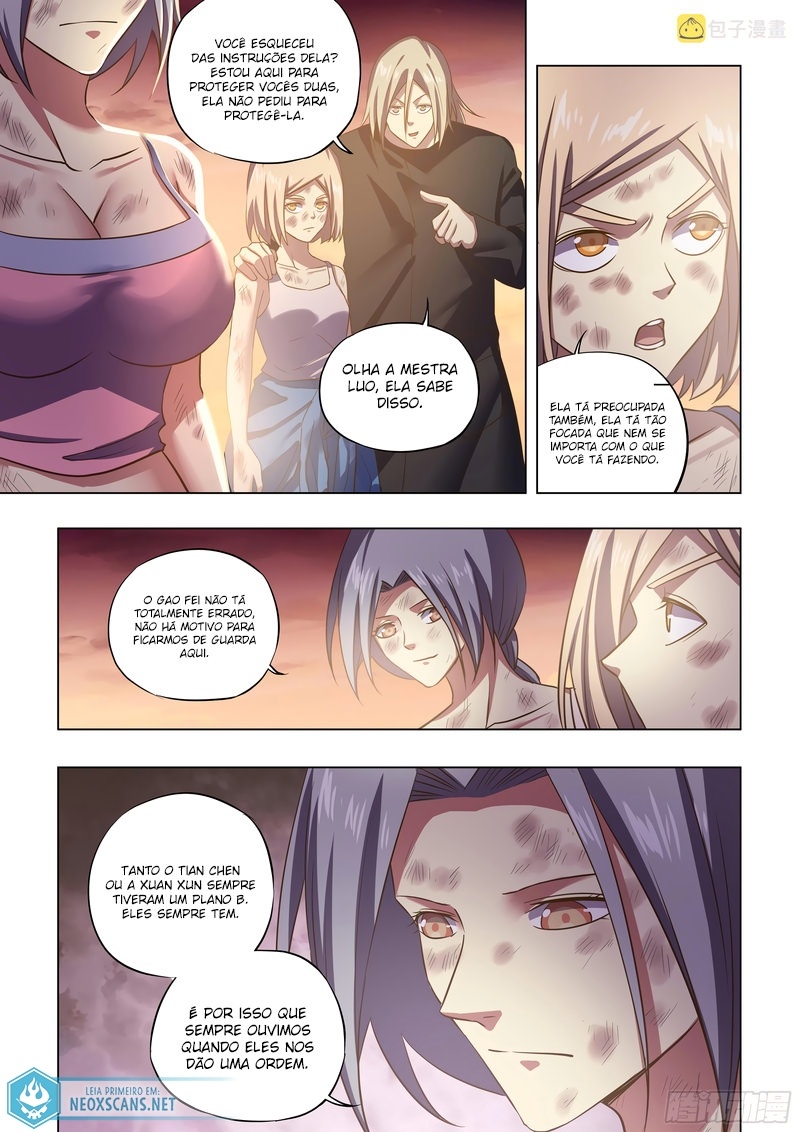 包子漫畫
VOCÊ ESQUECEU
DAS INSTRUÇÕES DELA?
ESTOU AQUI PARA
PROTEGER VOCÊS DUAS,
ELA NÃO PEDIU PARA
PROTEGÊ-LA.
OLHA A MESTRA
LUO, ELA SABE
DISSO.
ELA TÁ PREOCUPADA
TAMBÉM, ELA TÁ TÃO
FOCADA QUE NEM SE
IMPORTA COM O QUE
VOCÊ TÁ FAZENDO.
O GAO FEI NÃO TÁ
TOTALMENTE ERRADO,
NÃO HÁ MOTIVO PARA
FICARMOS DE GUARDA
AQUI.
TANTO O TIAN CHEN
OU A XUAN XUN SEMPRE
TIVERAM UM PLANO B.
ELES SEMPRE TEM.
É POR ISSO QUE
SEMPRE OUVIMOS
QUANDO ELES NOS
DÃO UMA ORDEM.
LEIA PRIMEIRO EM:
NEOXSCANS.NET
腾讯动漫